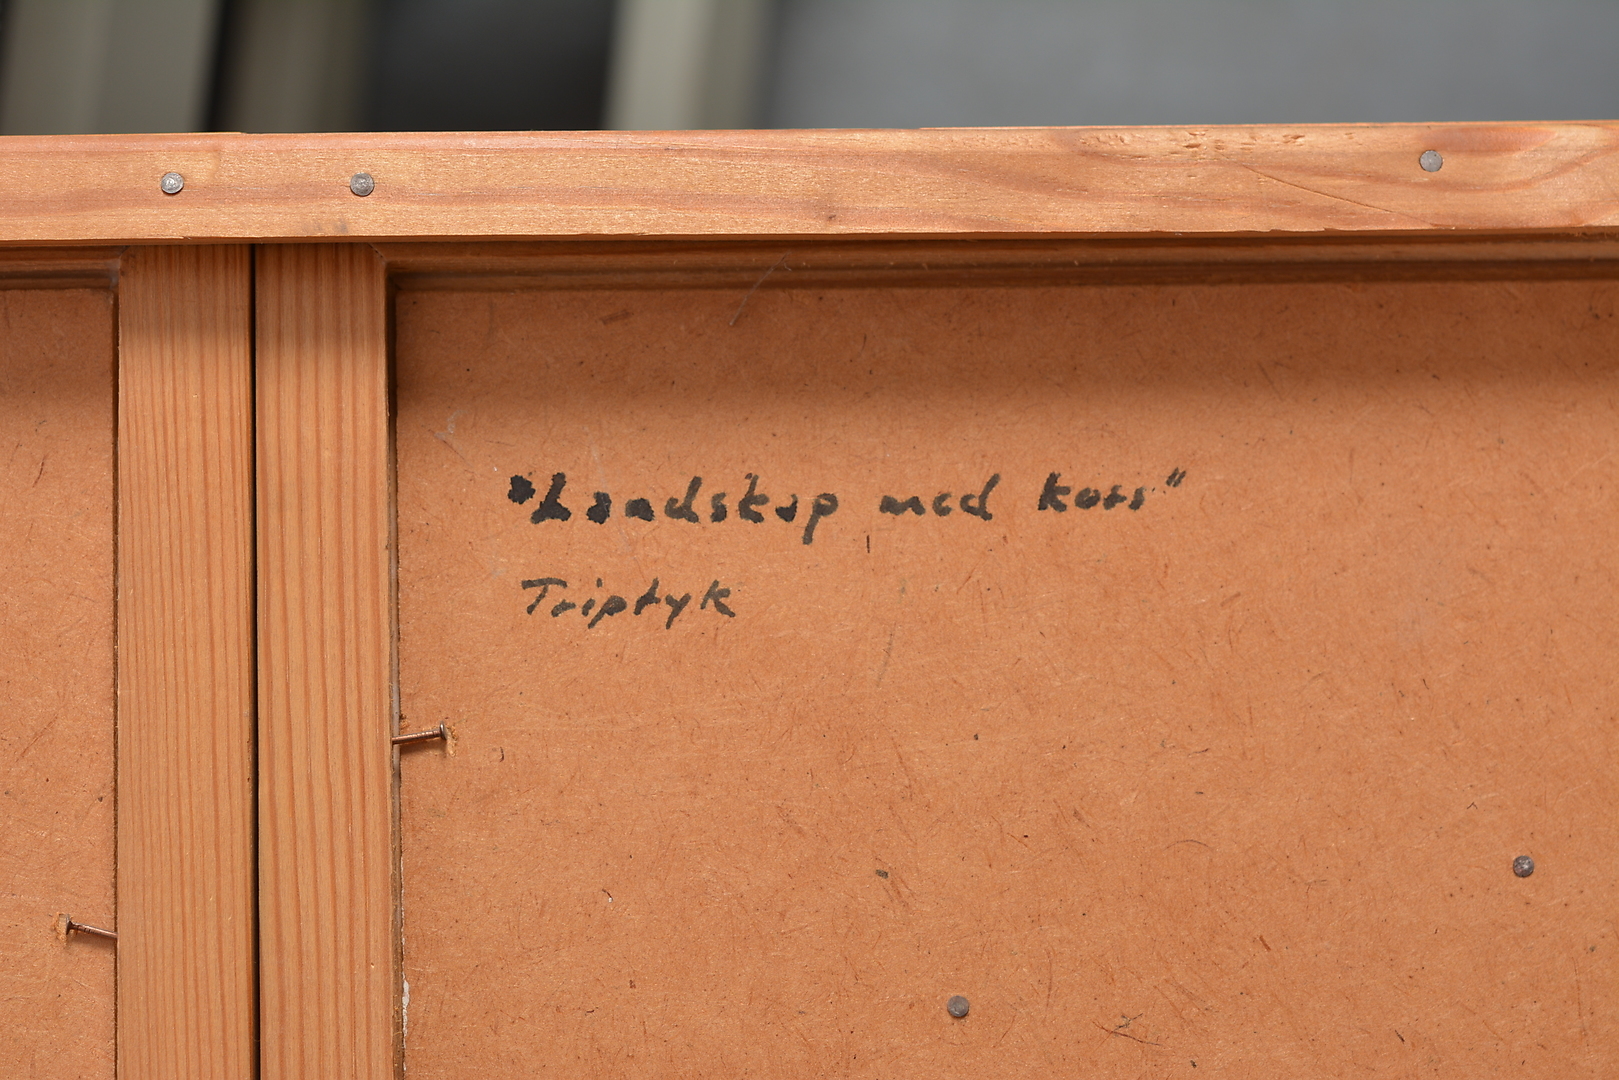 "Landskap med kors"
Triptyk